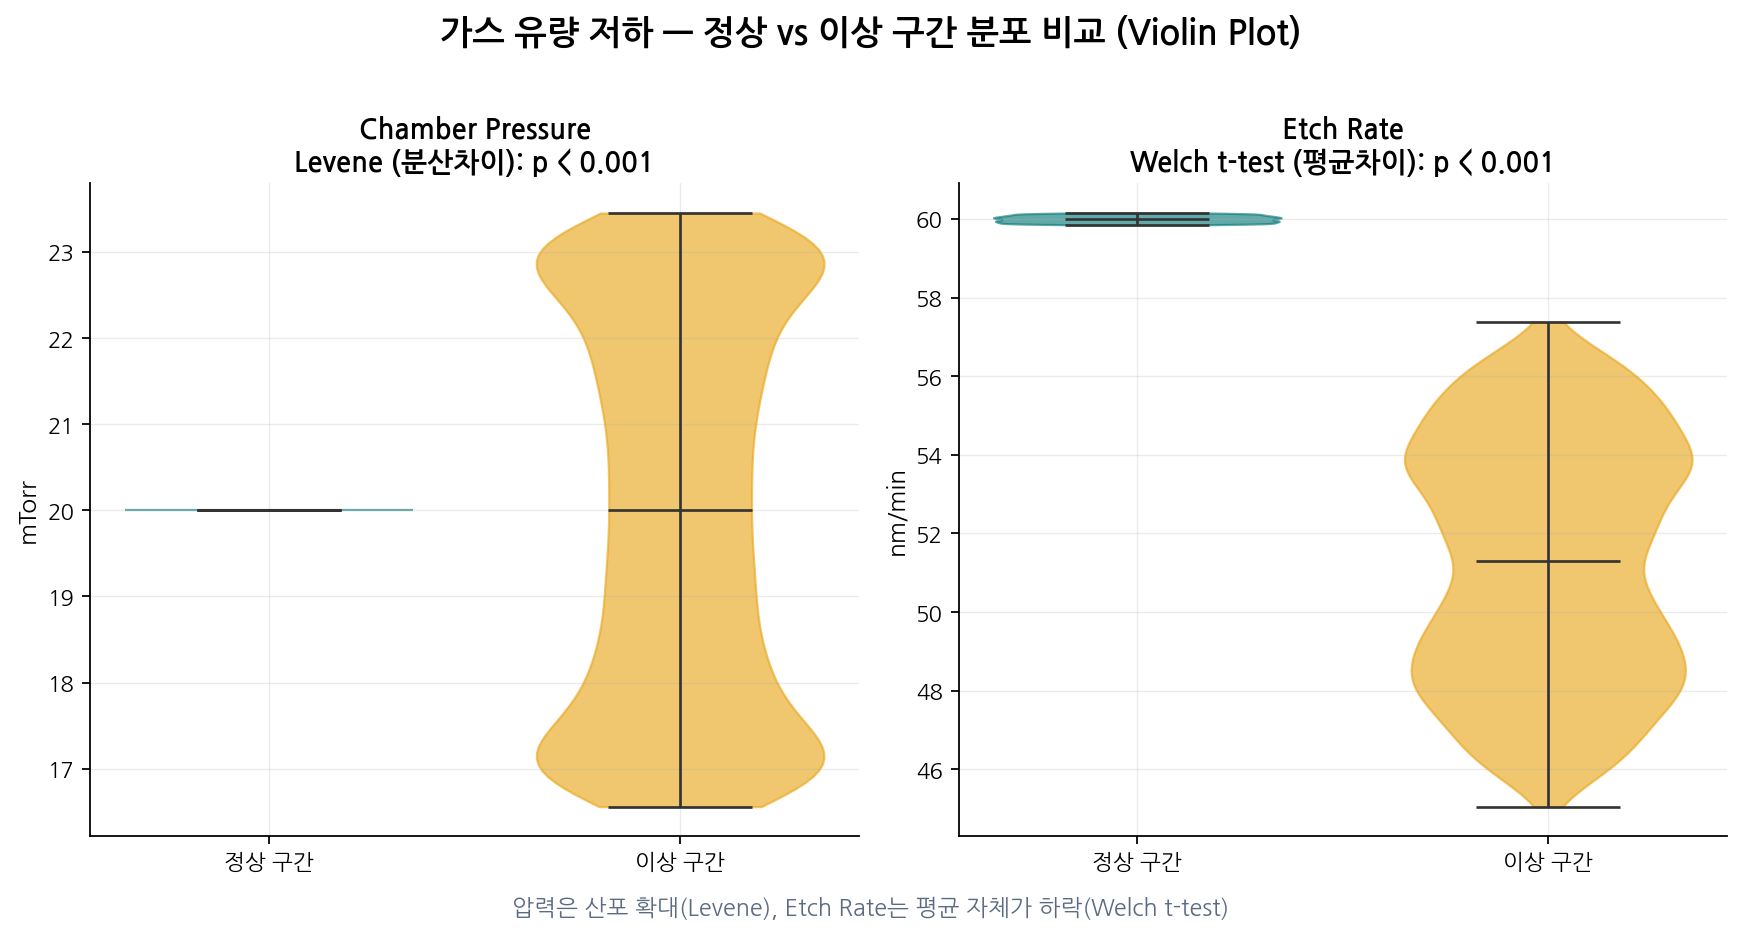 가스 유량 저하 — 정상 vs 이상 구간 분포 비교 (Violin Plot)
Chamber Pressure
Levene (분산차이): p < 0.001
mTorr
23
22
21
20
19
18
17
정상 구간
이상 구간
Etch Rate
Welch t-test (평균차이): p < 0.001
nm/min
60
58
56
54
52
50
48
46
정상 구간
이상 구간
압력은 산포 확대(Levene), Etch Rate는 평균 자체가 하락(Welch t-test)